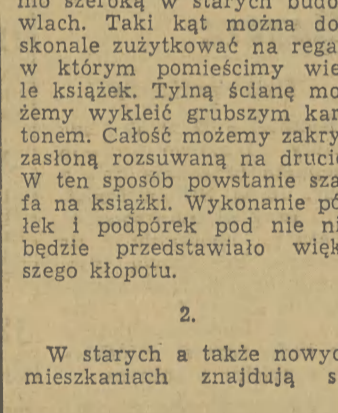 mo szeroką w starych budo
wlach. Taki kąt można do
skonale zużytkować na rega
w którym pomieścimy wie
le książek. Tylną ścianę mo
żemy wykleić grubszym kar
tonem. Całość możemy zakry
zasłoną rozsuwaną na druci
W ten sposób powstanie sza
fa na książki. Wykonanie pó
łek i podpórek pod nie ni
będzie przedstawiało więk
szego kłopotu.
2.
W starych a także nowyc
mieszkaniach znajdują s